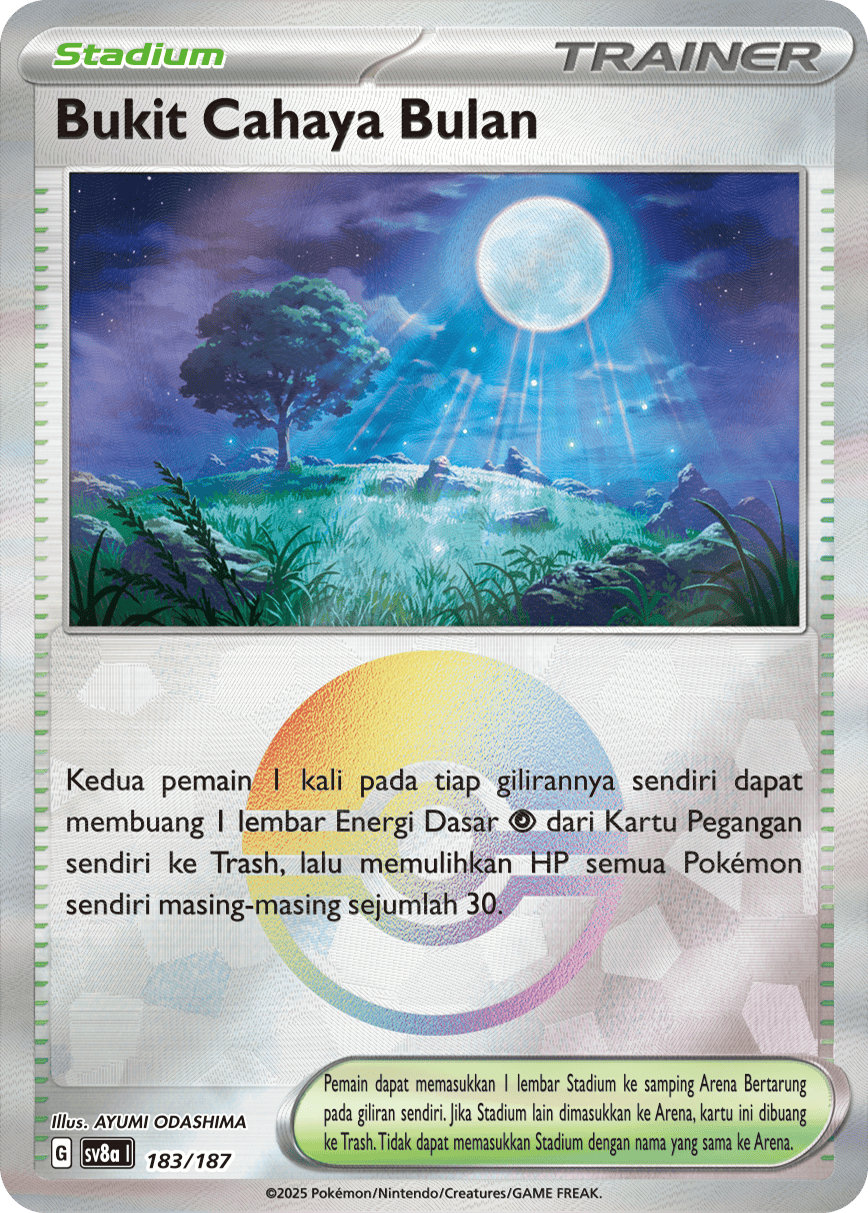 Stadium
TRAINER
Bukit Cahaya Bulan
Kedua pemain 1 kali pada tiap gilirannya sendiri dapat
membuang 1 lembar Energi Dasar dari Kartu Pegangan
sendiri ke Trash, lalu memulihkan HP semua Pokémon
sendiri masing-masing sejumlah 30.
Pemain dapat memasukkan 1 lembar Stadium ke samping Arena Bertarung
pada giliran sendiri. Jika Stadium lain dimasukkan ke Arena, kartu ini dibuang
ke Trash. Tidak dapat memasukkan Stadium dengan nama yang sama ke Arena.
Illus. AYUMI ODASHIMA
G sv8a I 183/187
©2025 Pokémon/Nintendo/Creatures/GAME FREAK.